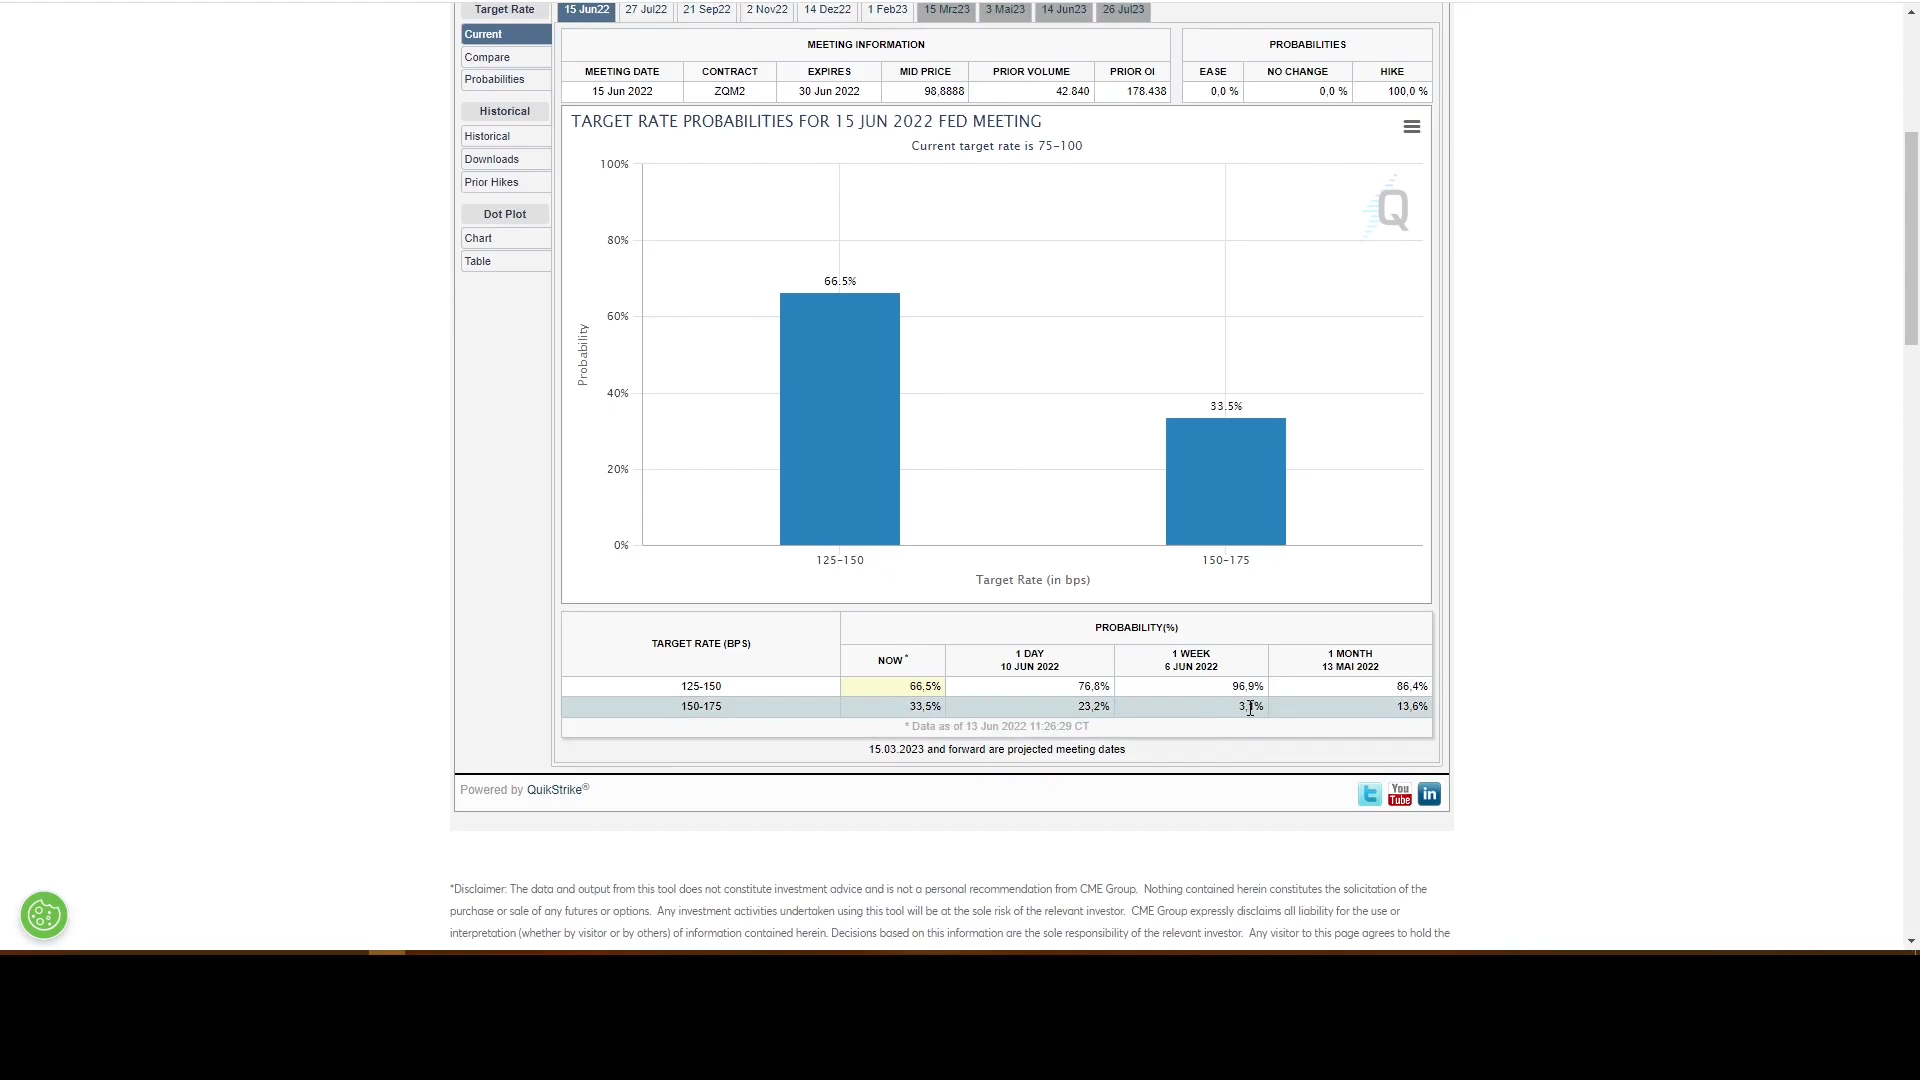 Target Rate
15 Jun22 27 Jul22 21 Sep22 2 Nov22 14 Dez22 1 Feb23 15 Mrz23 3 Mai23 14 Jun23 26 Jul23
Current
Compare
Probabilities
Historical
Historical
Downloads
Prior Hikes
Dot Plot
Chart
Table
MEETING INFORMATION
MEETING DATE CONTRACT EXPIRES MID PRICE PRIOR VOLUME PRIOR OI
15 Jun 2022 ZQM2 30 Jun 2022 98,8888 42.840 178.438
PROBABILITIES
EASE NO CHANGE HIKE
0,0 % 0,0 % 100,0 %
TARGET RATE PROBABILITIES FOR 15 JUN 2022 FED MEETING
Current target rate is 75-100
Q
Probability
100%
80%
60%
40%
20%
0%
66.5%
33.5%
125-150 150-175
Target Rate (in bps)
TARGET RATE (BPS) PROBABILITY(%)
NOW * 1 DAY 10 JUN 2022 1 WEEK 6 JUN 2022 1 MONTH 13 MAI 2022
125-150 66,5% 76,8% 96,9% 86,4%
150-175 33,5% 23,2% 3,1% 13,6%
* Data as of 13 Jun 2022 11:26:29 CT
15.03.2023 and forward are projected meeting dates
Powered by QuikStrike®
You Tube in
*Disclaimer: The data and output from this tool does not constitute investment advice and is not a personal recommendation from CME Group. Nothing contained herein constitutes the solicitation of the
purchase or sale of any futures or options. Any investment activities undertaken using this tool will be at the sole risk of the relevant investor. CME Group expressly disclaims all liability for the use or
interpretation (whether by visitor or by others) of information contained herein. Decisions based on this information are the sole responsibility of the relevant investor. Any visitor to this page agrees to hold the